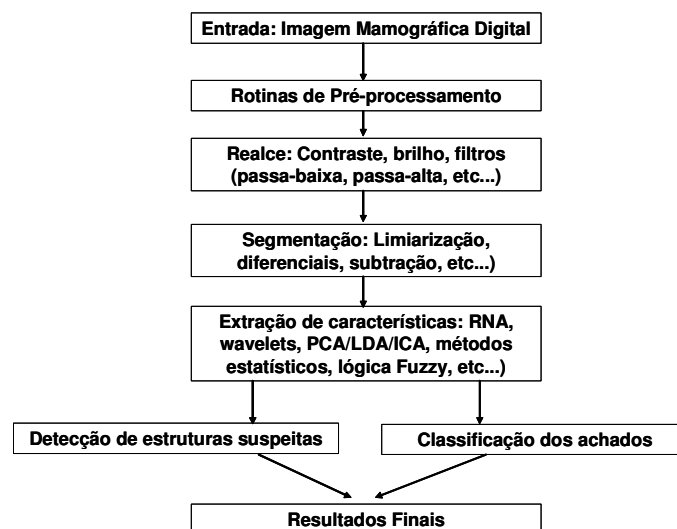 Entrada: Imagem Mamográfica Digital
Rotinas de Pré-processamento
Realce: Contraste, brilho, filtros
(passa-baixa, passa-alta, etc...)
Segmentação: Limiarização,
diferenciais, subtração, etc...)
Extração de características: RNA,
wavelets, PCA/LDA/ICA, métodos
estatísticos, lógica Fuzzy, etc...)
Detecção de estruturas suspeitas
Classificação dos achados
Resultados Finais